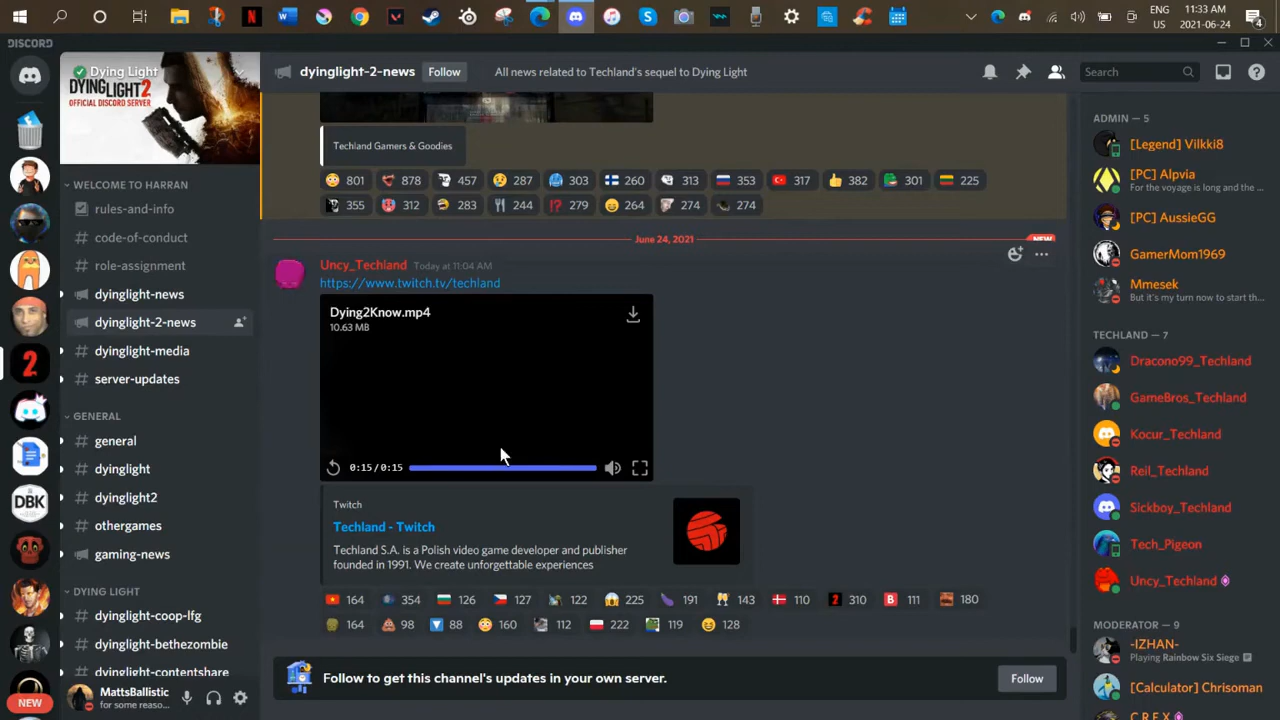 ENG
US
11:33 AM
2021-06-24
4
DISCORD
Dying Light
DYING LIGHT 2
OFFICIAL DISCORD SERVER
dyinglight-2-news
Follow
All news related to Techland's sequel to Dying Light
Search
WELCOME TO HARRAN
rules-and-info
code-of-conduct
role-assignment
dyinglight-news
dyinglight-2-news
dyinglight-media
server-updates
GENERAL
general
dyinglight
dyinglight2
othergames
gaming-news
DYING LIGHT
dyinglight-coop-lfg
dyinglight-bethezombie
dyinglight-contentshare
DBK
NEW
MattsBallistic
for some reaso...
Techland Gamers & Goodies
801 878 457 287 303 260 313 353 317 382 301 225
355 312 283 244 279 264 274 274
June 24, 2021
NEW
Uncy_Techland Today at 11:04 AM
https://www.twitch.tv/techland
Dying2Know.mp4
10.63 MB
0:15/0:15
Twitch
Techland - Twitch
Techland S.A. is a Polish video game developer and publisher
founded in 1991. We create unforgettable experiences
164 354 126 127 122 225 191 143 110 310 111 180
164 98 88 160 112 222 119 128
Follow to get this channel's updates in your own server.
Follow
ADMIN — 5
[Legend] Vilkki8
[PC] Alpvia
For the voyage is long and the ...
[PC] AussieGG
GamerMom1969
Mmesek
But it's my turn now to start th...
TECHLAND — 7
Dracono99_Techland
GameBros_Techland
Kocur_Techland
Reil_Techland
Sickboy_Techland
Tech_Pigeon
Uncy_Techland
MODERATOR — 9
-IZHAN-
Playing Rainbow Six Siege
[Calculator] Chrisoman
C R E X